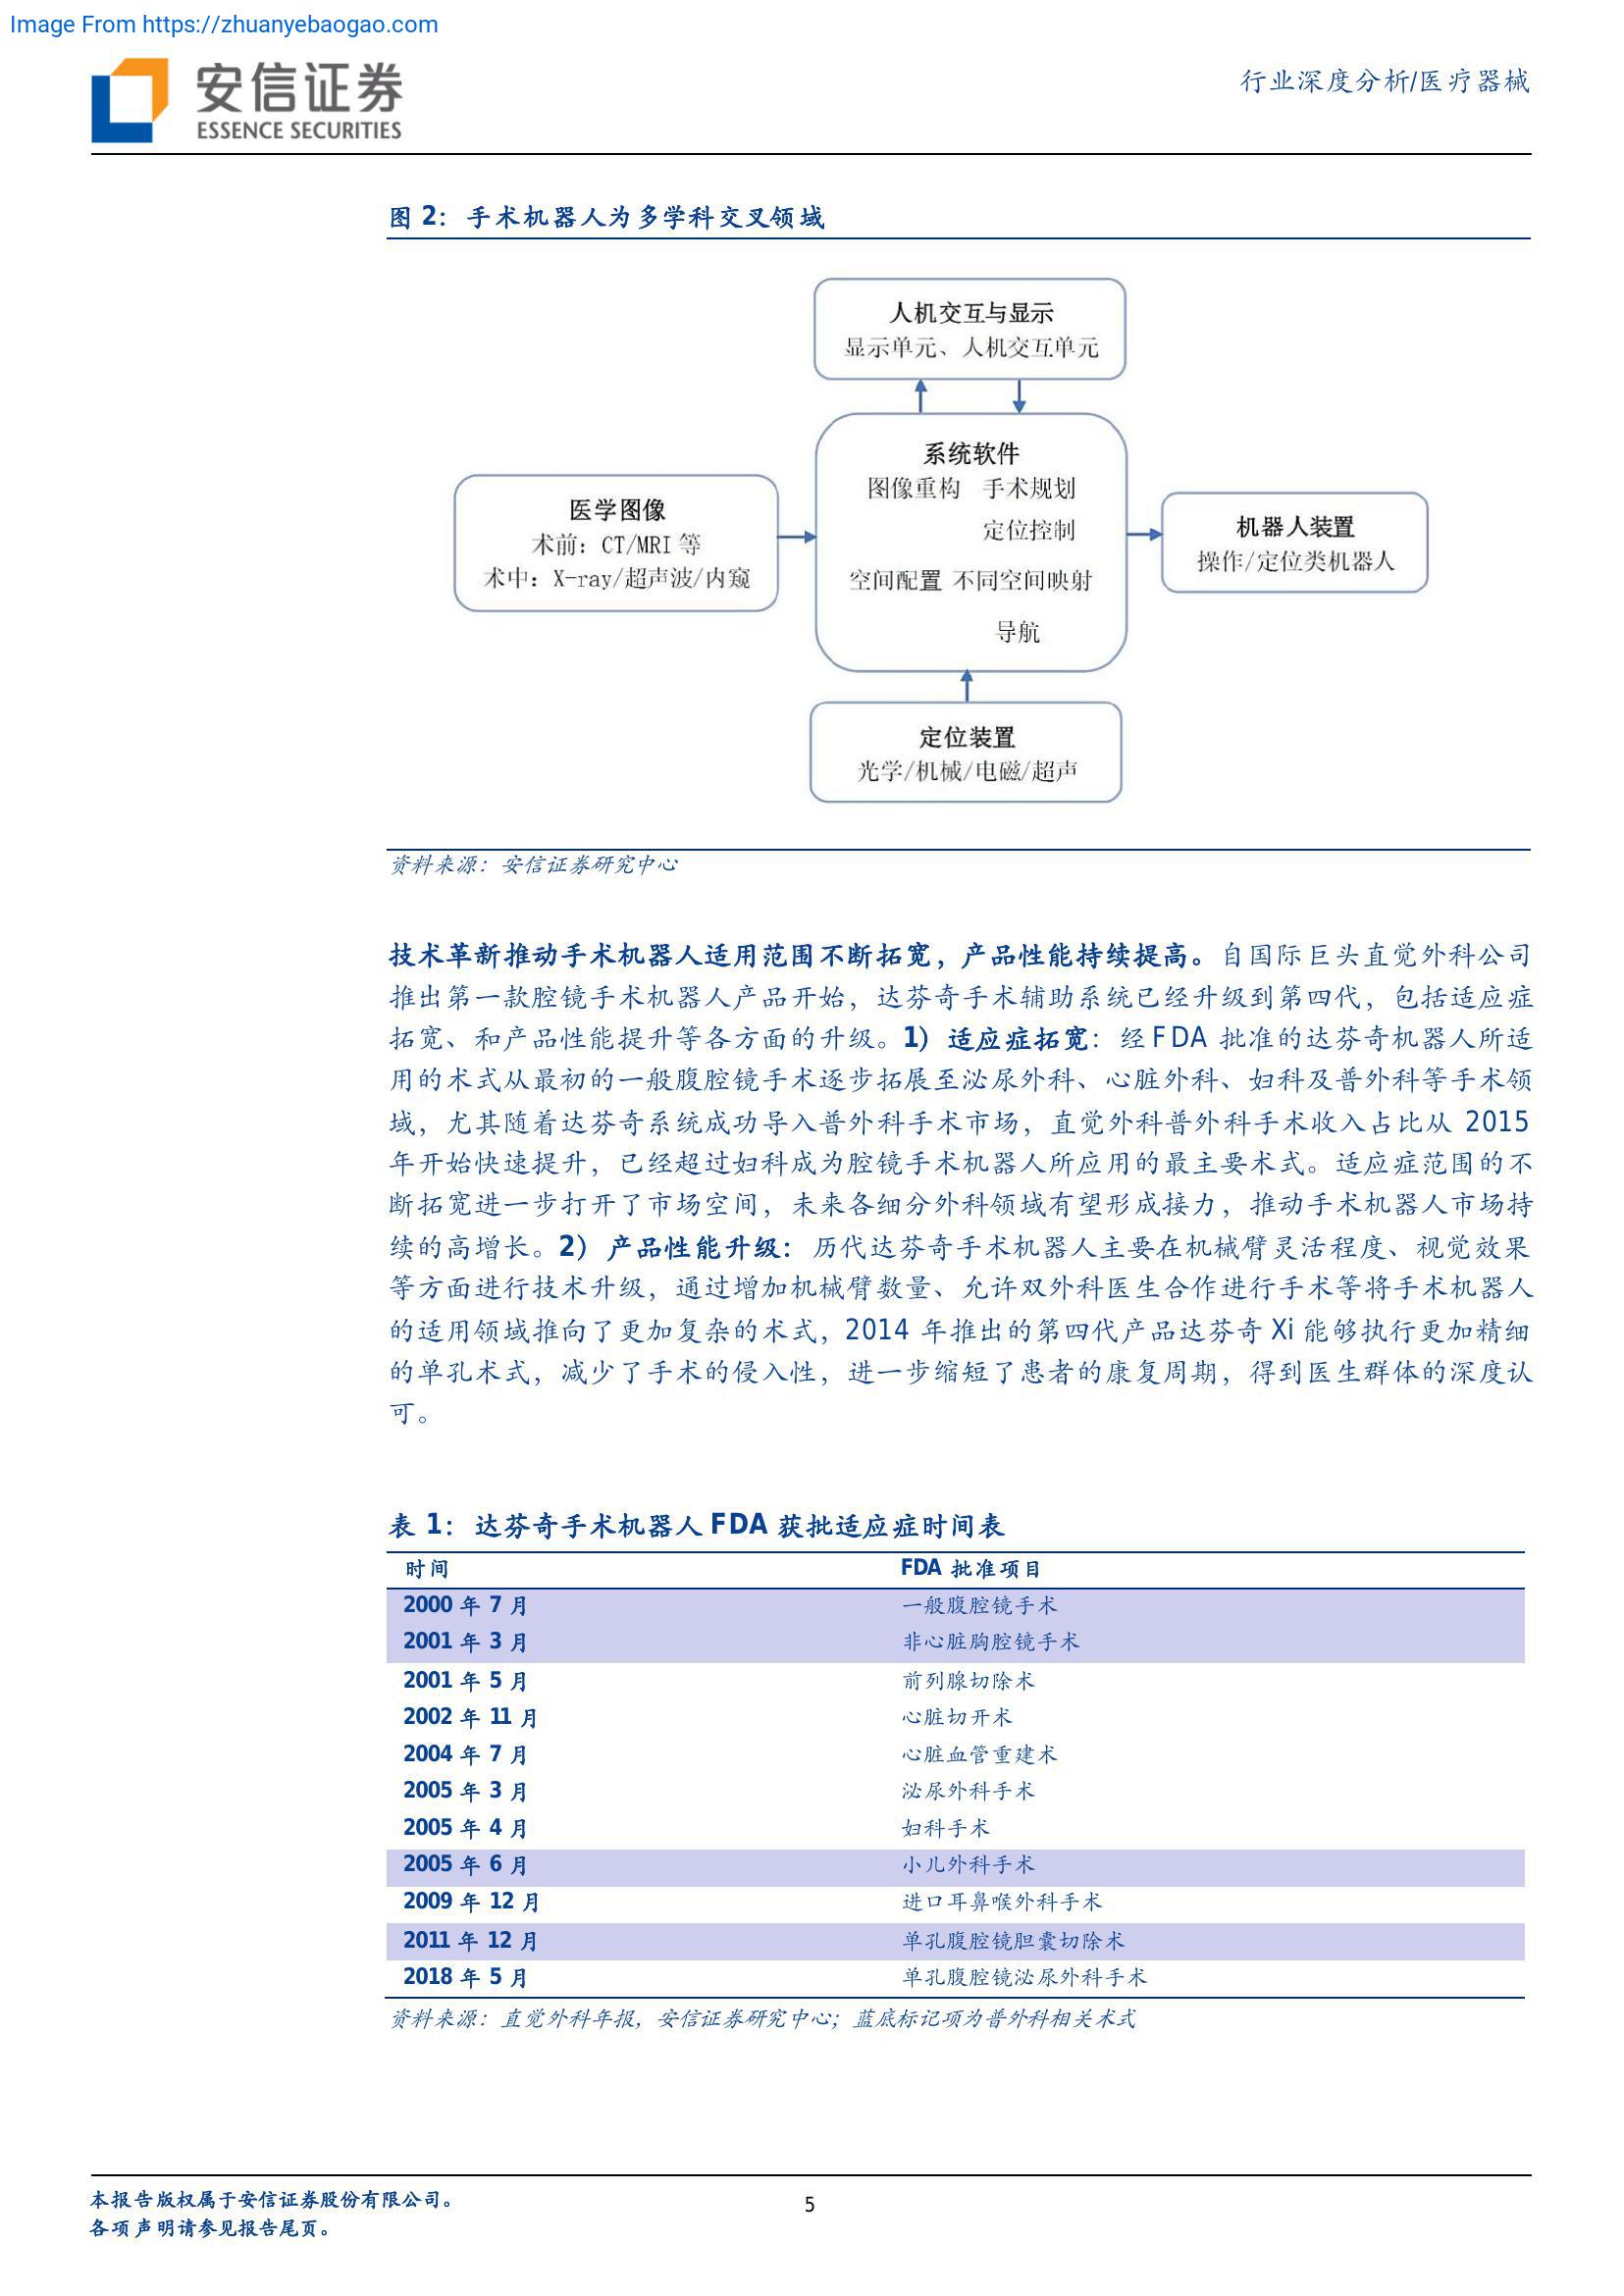 Image From https://zhuanyebaogao.com
安信证券
ESSENCE SECURITIES
行业深度分析/医疗器械
图 2：手术机器人为多学科交叉领域
人机交互与显示
显示单元、人机交互单元
系统软件
图像重构 手术规划
定位控制
空间配置 不同空间映射
导航
医学图像
术前：CT/MRI 等
术中：X-ray/超声波/内窥
机器人装置
操作/定位类机器人
定位装置
光学/机械/电磁/超声
资料来源：安信证券研究中心
技术革新推动手术机器人适用范围不断拓宽，产品性能持续提高。自国际巨头直觉外科公司
推出第一款腔镜手术机器人产品开始，达芬奇手术辅助系统已经升级到第四代，包括适应症
拓宽、和产品性能提升等各方面的升级。1）适应症拓宽：经 FDA 批准的达芬奇机器人所适
用的术式从最初的一般腹腔镜手术逐步拓展至泌尿外科、心脏外科、妇科及普外科等手术领
域，尤其随着达芬奇系统成功导入普外科手术市场，直觉外科普外科手术收入占比从 2015
年开始快速提升，已经超过妇科成为腔镜手术机器人所应用的最主要术式。适应症范围的不
断拓宽进一步打开了市场空间，未来各细分外科领域有望形成接力，推动手术机器人市场持
续的高增长。2）产品性能升级：历代达芬奇手术机器人主要在机械臂灵活程度、视觉效果
等方面进行技术升级，通过增加机械臂数量、允许双外科医生合作进行手术等将手术机器人
的适用领域推向了更加复杂的术式，2014 年推出的第四代产品达芬奇 Xi 能够执行更加精细
的单孔术式，减少了手术的侵入性，进一步缩短了患者的康复周期，得到医生群体的深度认
可。
表 1：达芬奇手术机器人 FDA 获批适应症时间表
时间 FDA 批准项目
2000 年 7 月 一般腹腔镜手术
2001 年 3 月 非心脏胸腔镜手术
2001 年 5 月 前列腺切除术
2002 年 11 月 心脏切开术
2004 年 7 月 心脏血管重建术
2005 年 3 月 泌尿外科手术
2005 年 4 月 妇科手术
2005 年 6 月 小儿外科手术
2009 年 12 月 进口耳鼻喉外科手术
2011 年 12 月 单孔腹腔镜胆囊切除术
2018 年 5 月 单孔腹腔镜泌尿外科手术
资料来源：直觉外科年报，安信证券研究中心；蓝底标记项为普外科相关术式
本报告版权属于安信证券股份有限公司。
各项声明请参见报告尾页。
5